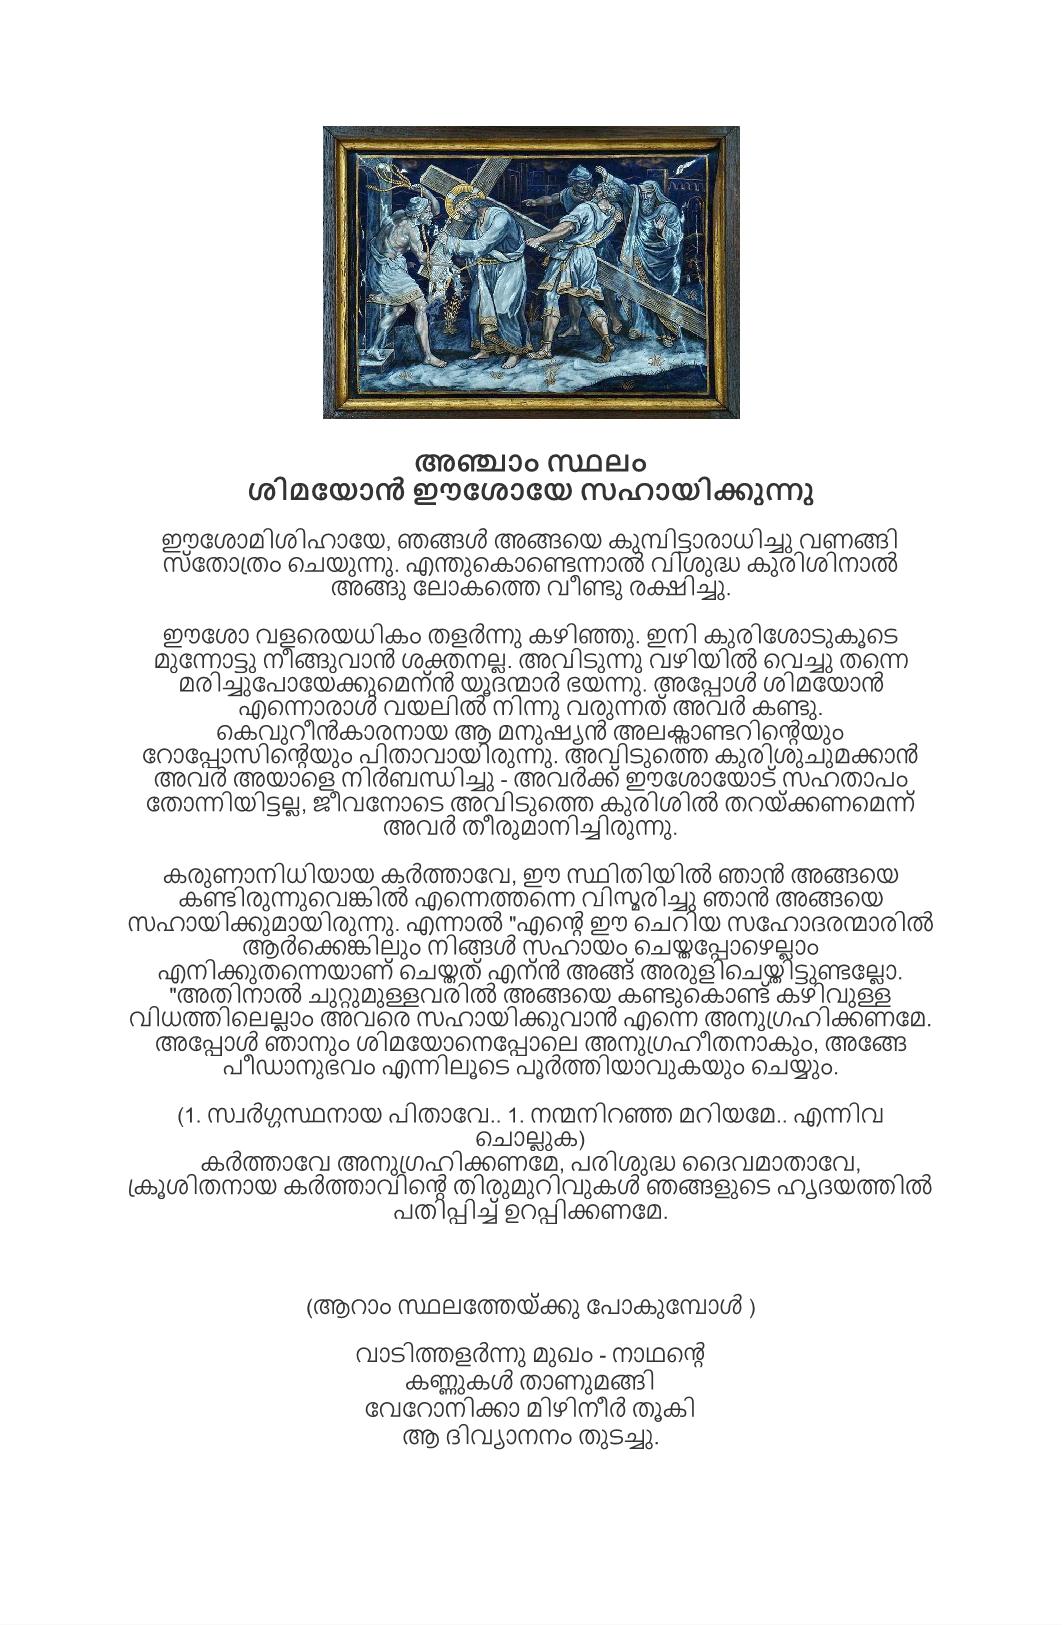 അഞ്ചാം സ്ഥലം
ശിമയോൻ ഈശോയേ സഹായിക്കുന്നു
ഈശോമിശിഹായേ, ഞങ്ങൾ അങ്ങയെ കുമ്പിട്ടാരാധിച്ചു വണങ്ങി
സ്തോത്രം ചെയുന്നു. എന്തുകൊണ്ടെന്നാൽ വിശുദ്ധ കുരിശിനാൽ
അങ്ങു ലോകത്തെ വീണ്ടു രക്ഷിച്ചു.
ഈശോ വളരെയധികം തളർന്നു കഴിഞ്ഞു. ഇനി കുരിശോടുകൂടെ
മുന്നോട്ടു നീങ്ങുവാൻ ശക്തനല്ല. അവിടുന്നു വഴിയിൽ വെച്ചു തന്നെ
മരിച്ചുപോയേക്കുമെന്ൻ യൂദന്മാർ ഭയന്നു. അപ്പോൾ ശിമയോൻ
എന്നൊരാൾ വയലിൽ നിന്നു വരുന്നത് അവർ കണ്ടു.
കെവുറീൻകാരനായ ആ മനുഷ്യൻ അലക്സാണ്ടറിന്റെയും
റോപ്പോസിന്റെയും പിതാവായിരുന്നു. അവിടുത്തെ കുരിശുചുമക്കാൻ
അവർ അയാളെ നിർബന്ധിച്ചു - അവർക്ക് ഈശോയോട് സഹതാപം
തോന്നിയിട്ടല്ല, ജീവനോടെ അവിടുത്തെ കുരിശിൽ തറയ്ക്കണമെന്ന്
അവർ തീരുമാനിച്ചിരുന്നു.
കരുണാനിധിയായ കർത്താവേ, ഈ സ്ഥിതിയിൽ ഞാൻ അങ്ങയെ
കണ്ടിരുന്നുവെങ്കിൽ എന്നെത്തന്നെ വിസ്മരിച്ചു ഞാൻ അങ്ങയെ
സഹായിക്കുമായിരുന്നു. എന്നാൽ "എന്റെ ഈ ചെറിയ സഹോദരന്മാരിൽ
ആർക്കെങ്കിലും നിങ്ങൾ സഹായം ചെയ്തപ്പോഴെല്ലാം
എനിക്കുതന്നെയാണ് ചെയ്തത് എന്ൻ അങ്ങ് അരുളിചെയ്തിട്ടുണ്ടല്ലോ.
"അതിനാൽ ചുറ്റുമുള്ളവരിൽ അങ്ങയെ കണ്ടുകൊണ്ട് കഴിവുള്ള
വിധത്തിലെല്ലാം അവരെ സഹായിക്കുവാൻ എന്നെ അനുഗ്രഹിക്കണമേ.
അപ്പോൾ ഞാനും ശിമയോനെപ്പോലെ അനുഗ്രഹീതനാകും, അങ്ങേ
പീഡാനുഭവം എന്നിലൂടെ പൂർത്തിയാവുകയും ചെയ്യും.
(1. സ്വർഗ്ഗസ്ഥനായ പിതാവേ.. 1. നന്മനിറഞ്ഞ മറിയമേ.. എന്നിവ
ചൊല്ലുക)
കർത്താവേ അനുഗ്രഹിക്കണമേ, പരിശുദ്ധ ദൈവമാതാവേ,
ക്രൂശിതനായ കർത്താവിന്റെ തിരുമുറിവുകൾ ഞങ്ങളുടെ ഹൃദയത്തിൽ
പതിപ്പിച്ച് ഉറപ്പിക്കണമേ.
(ആറാം സ്ഥലത്തേയ്ക്കു പോകുമ്പോൾ )
വാടിത്തളർന്നു മുഖം - നാഥന്റെ
കണ്ണുകൾ താണുമങ്ങി
വേറോനിക്കാ മിഴിനീർ തൂകി
ആ ദിവ്യാനനം തുടച്ചു.